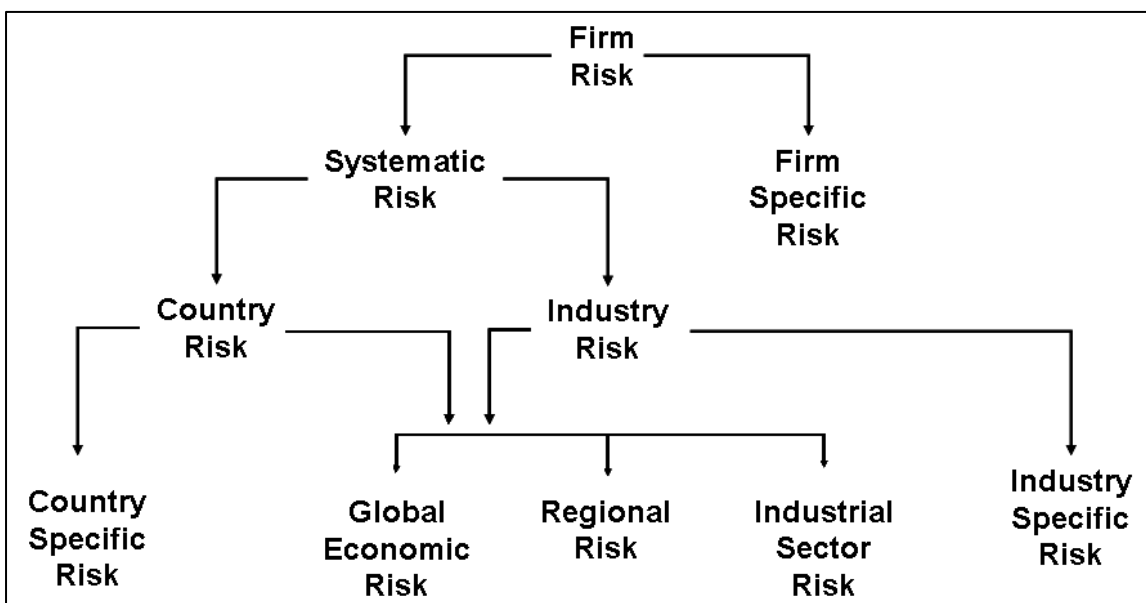 Firm
Risk
Systematic
Risk
Firm
Specific
Risk
Country
Risk
Industry
Risk
Country
Specific
Risk
Global
Economic
Risk
Regional
Risk
Industrial
Sector
Risk
Industry
Specific
Risk